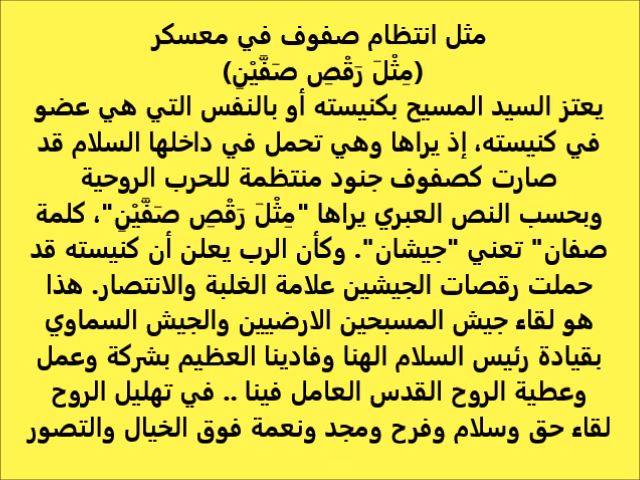 مثل انتظام صفوف في معسكر
(مِثْلَ رَقْصِ صَفَّيْنِ)
يعتز السيد المسيح بكنيسته أو بالنفس التي هي عضو
في كنيسته، إذ يراها وهي تحمل في داخلها السلام قد
صارت كصفوف جنود منتظمة للحرب الروحية
وبحسب النص العبري يراها "مِثْلَ رَقْصِ صَفَّيْنِ"، كلمة
صفان" تعني "جيشان". وكأن الرب يعلن أن كنيسته قد
حملت رقصات الجيشين علامة الغلبة والانتصار. هذا
هو لقاء جيش المسبحين الارضيين والجيش السماوي
بقيادة رئيس السلام الهنا وفادينا العظيم بشركة وعمل
وعطية الروح القدس العامل فينا .. في تهليل الروح
لقاء حق وسلام وفرح ومجد ونعمة فوق الخيال والتصور